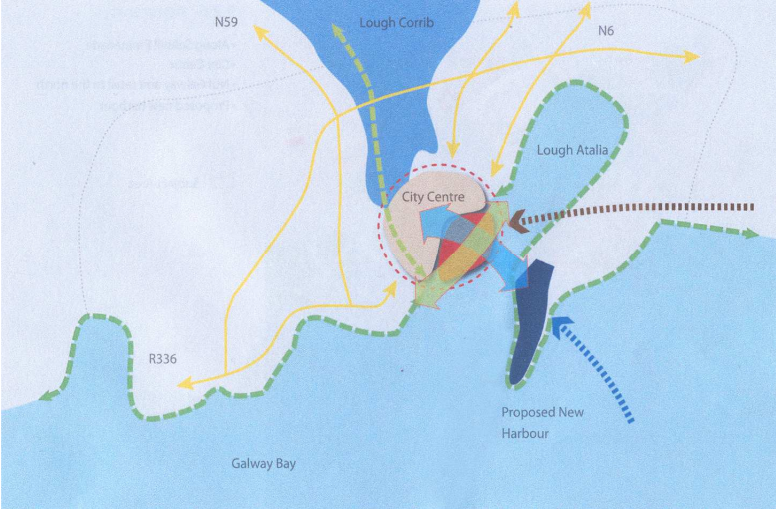 N59
Lough Corrib
N6
Lough Atalia
City Centre
R336
Proposed New
Harbour
Galway Bay